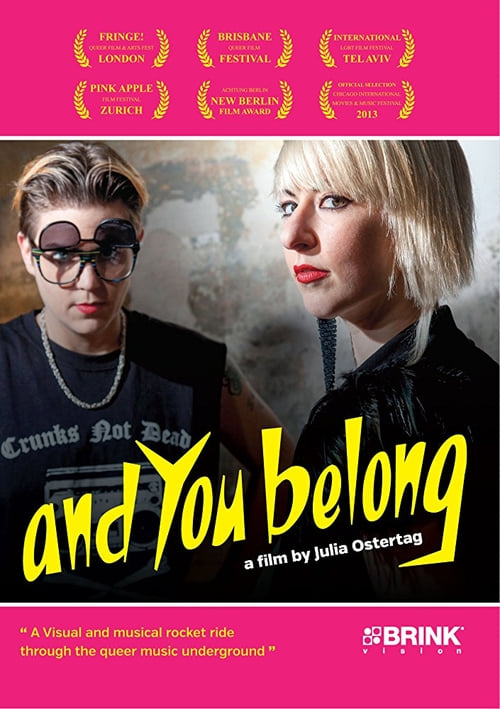 FRINGE!
QUEER FILM & ARTS FEST
LONDON
BRISBANE
QUEER FILM
FESTIVAL
INTERNATIONAL
LGBT FILM FESTIVAL
TEL AVIV
PINK APPLE
FILM FESTIVAL
ZURICH
ACHTUNG BERLIN
NEW BERLIN
FILM AWARD
OFFICIAL SELECTION
CHICAGO INTERNATIONAL
MOVIES & MUSIC FESTIVAL
2013
Crunks Not Dead
and You belong
a film by Julia Ostertag
“ A Visual and musical rocket ride
through the queer music underground ”
BRINK®
vision